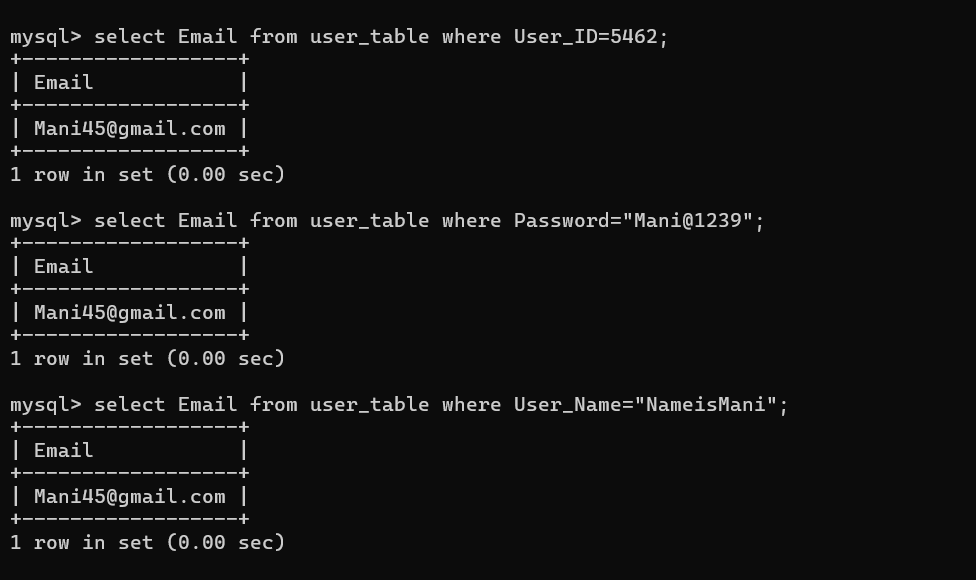 mysql> select Email from user_table where User_ID=5462;
+------------------+
| Email            |
+------------------+
| Mani45@gmail.com |
+------------------+
1 row in set (0.00 sec)

mysql> select Email from user_table where Password="Mani@1239";
+------------------+
| Email            |
+------------------+
| Mani45@gmail.com |
+------------------+
1 row in set (0.00 sec)

mysql> select Email from user_table where User_Name="NameisMani";
+------------------+
| Email            |
+------------------+
| Mani45@gmail.com |
+------------------+
1 row in set (0.00 sec)